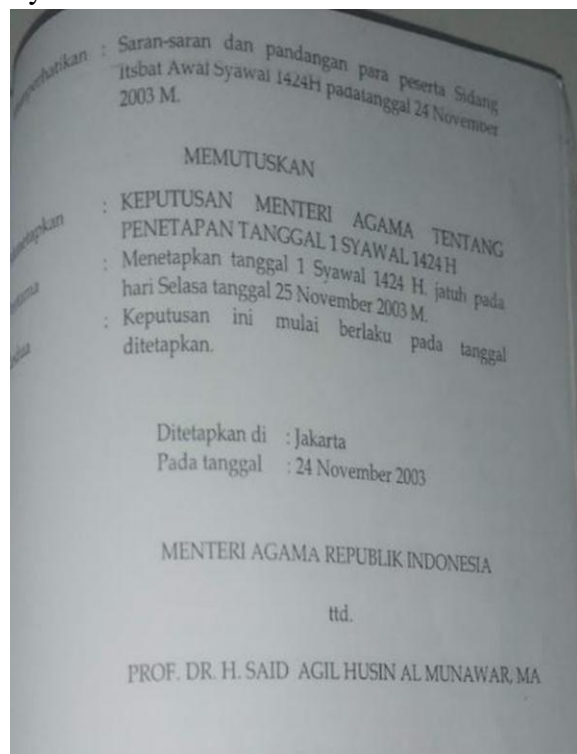 : Saran-saran dan pandangan para peserta Sidang
Itsbat Awal Syawal 1424H padatanggal 24 November
2003 M.
MEMUTUSKAN
: KEPUTUSAN MENTERI AGAMA TENTANG
PENETAPAN TANGGAL 1 SYAWAL 1424 H
: Menetapkan tanggal 1 Syawal 1424 H. jatuh pada
hari Selasa tanggal 25 November 2003 M.
: Keputusan ini mulai berlaku pada tanggal
ditetapkan.
Ditetapkan di : Jakarta
Pada tanggal : 24 November 2003
MENTERI AGAMA REPUBLIK INDONESIA
ttd.
PROF. DR. H. SAID AGIL HUSIN AL MUNAWAR, MA